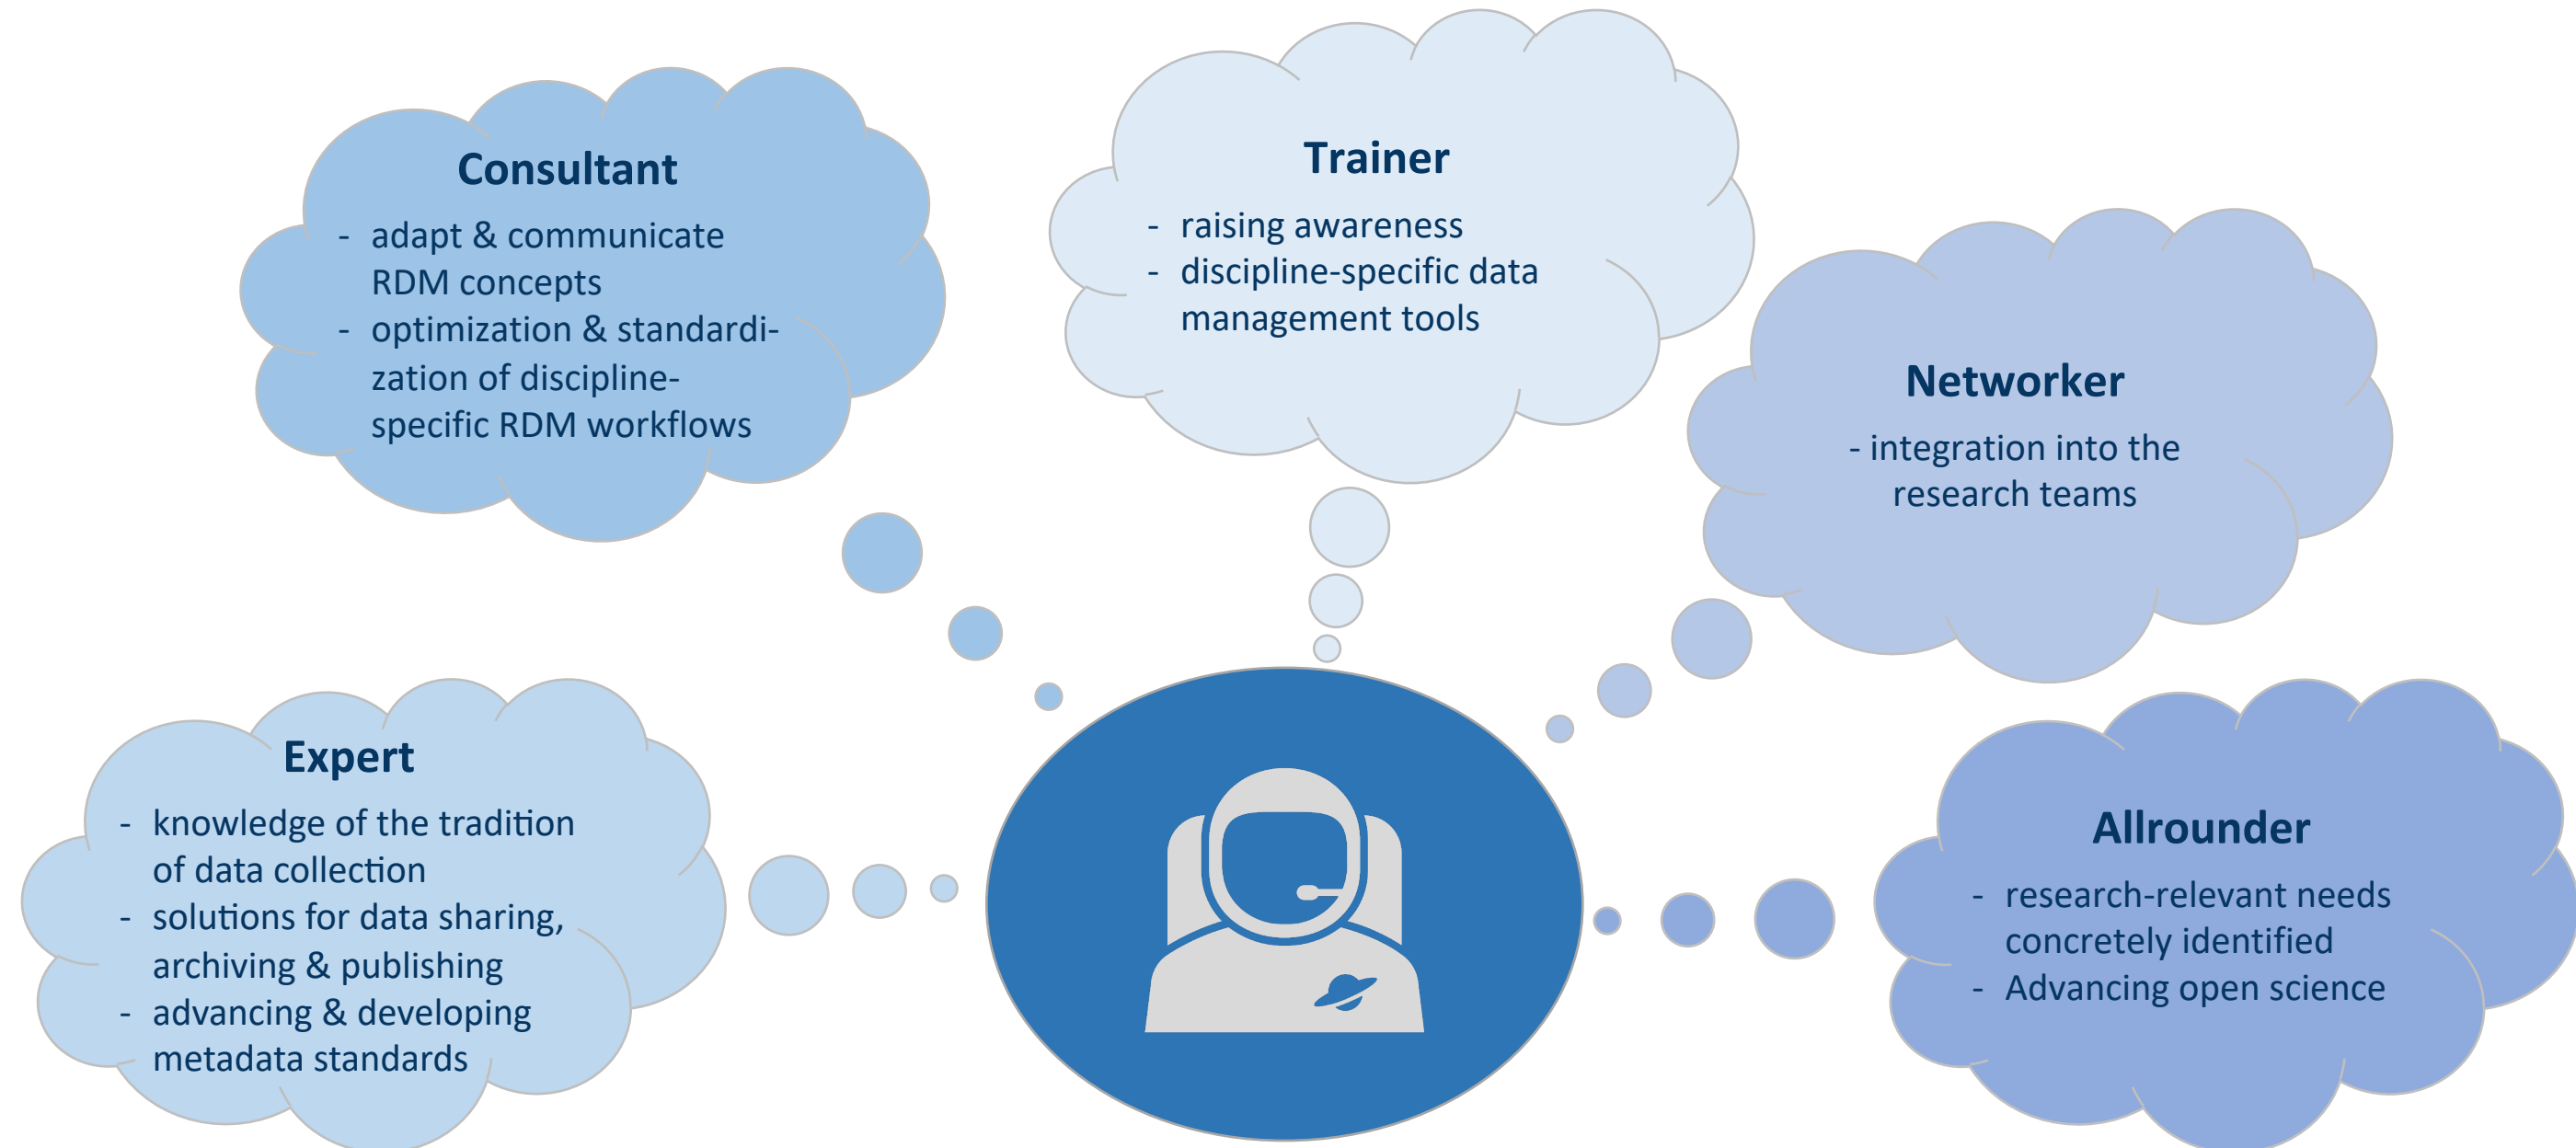 Consultant
- adapt & communicate
RDM concepts
- optimization & standardi-
zation of discipline-
specific RDM workflows
Trainer
- raising awareness
- discipline-specific data
management tools
Networker
- integration into the
research teams
Expert
- knowledge of the tradition
of data collection
- solutions for data sharing,
archiving & publishing
- advancing & developing
metadata standards
Allrounder
- research-relevant needs
concretely identified
- Advancing open science